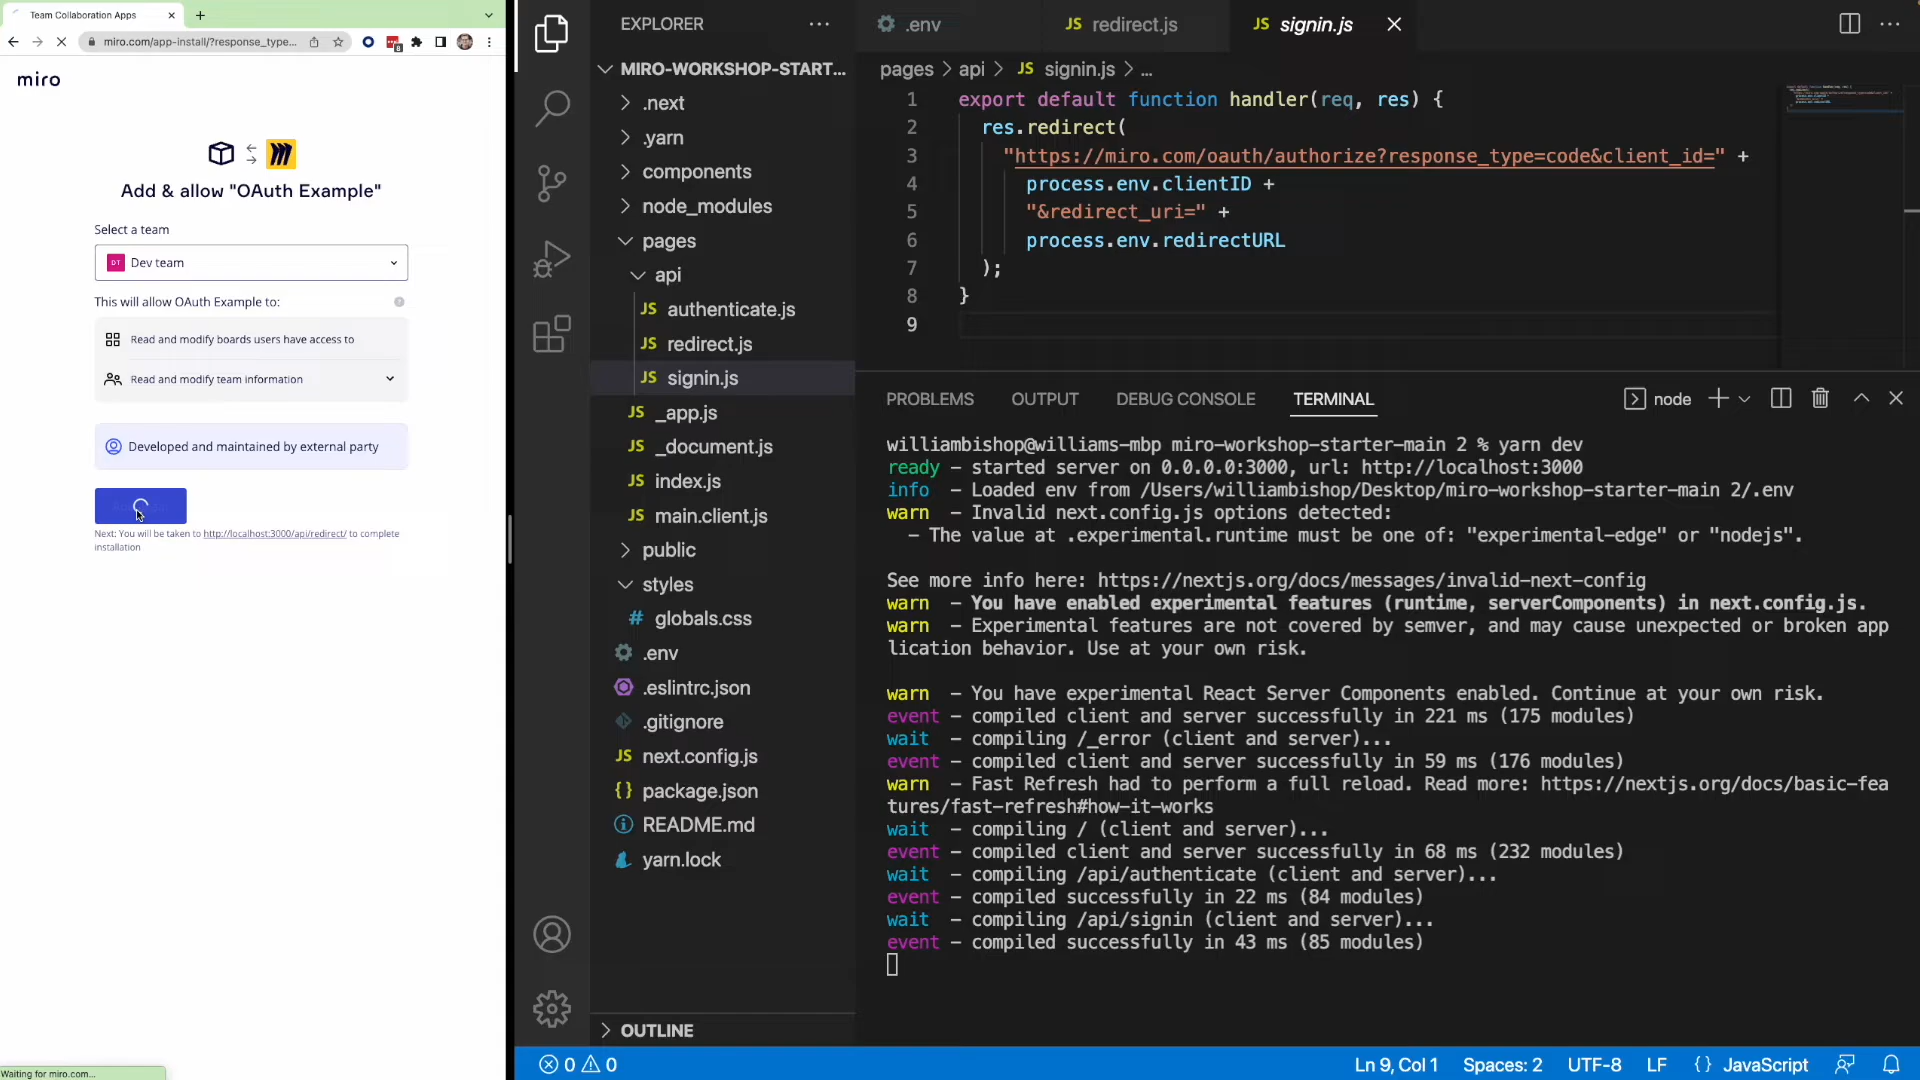 Team Collaboration Apps
miro.com/app-install/?response_type...
8
miro
Add & allow "OAuth Example"
Select a team
DT Dev team
This will allow OAuth Example to:
Read and modify boards users have access to
Read and modify team information
Developed and maintained by external party
Next: You will be taken to http://localhost:3000/api/redirect/ to complete
installation
Waiting for miro.com...
EXPLORER
MIRO-WORKSHOP-START...
.next
.yarn
components
node_modules
pages
api
JS authenticate.js
JS redirect.js
JS signin.js
JS _app.js
JS _document.js
JS index.js
JS main.client.js
public
styles
# globals.css
.env
.eslintrc.json
.gitignore
JS next.config.js
{} package.json
README.md
yarn.lock
OUTLINE
.env
JS redirect.js
JS signin.js
pages > api > JS signin.js > ...
1 export default function handler(req, res) {
2 res.redirect(
3 "https://miro.com/oauth/authorize?response_type=code&client_id=" +
4 process.env.clientID +
5 "&redirect_uri=" +
6 process.env.redirectURL
7 );
8 }
9
PROBLEMS OUTPUT DEBUG CONSOLE TERMINAL
node
williambishop@williams-mbp miro-workshop-starter-main 2 % yarn dev
ready - started server on 0.0.0.0:3000, url: http://localhost:3000
info - Loaded env from /Users/williambishop/Desktop/miro-workshop-starter-main 2/.env
warn - Invalid next.config.js options detected:
- The value at .experimental.runtime must be one of: "experimental-edge" or "nodejs".
See more info here: https://nextjs.org/docs/messages/invalid-next-config
warn - You have enabled experimental features (runtime, serverComponents) in next.config.js.
warn - Experimental features are not covered by semver, and may cause unexpected or broken app
lication behavior. Use at your own risk.
warn - You have experimental React Server Components enabled. Continue at your own risk.
event - compiled client and server successfully in 221 ms (175 modules)
wait - compiling /_error (client and server)...
event - compiled client and server successfully in 59 ms (176 modules)
warn - Fast Refresh had to perform a full reload. Read more: https://nextjs.org/docs/basic-fea
tures/fast-refresh#how-it-works
wait - compiling / (client and server)...
event - compiled client and server successfully in 68 ms (232 modules)
wait - compiling /api/authenticate (client and server)...
event - compiled successfully in 22 ms (84 modules)
wait - compiling /api/signin (client and server)...
event - compiled successfully in 43 ms (85 modules)
0 0
Ln 9, Col 1 Spaces: 2 UTF-8 LF {} JavaScript